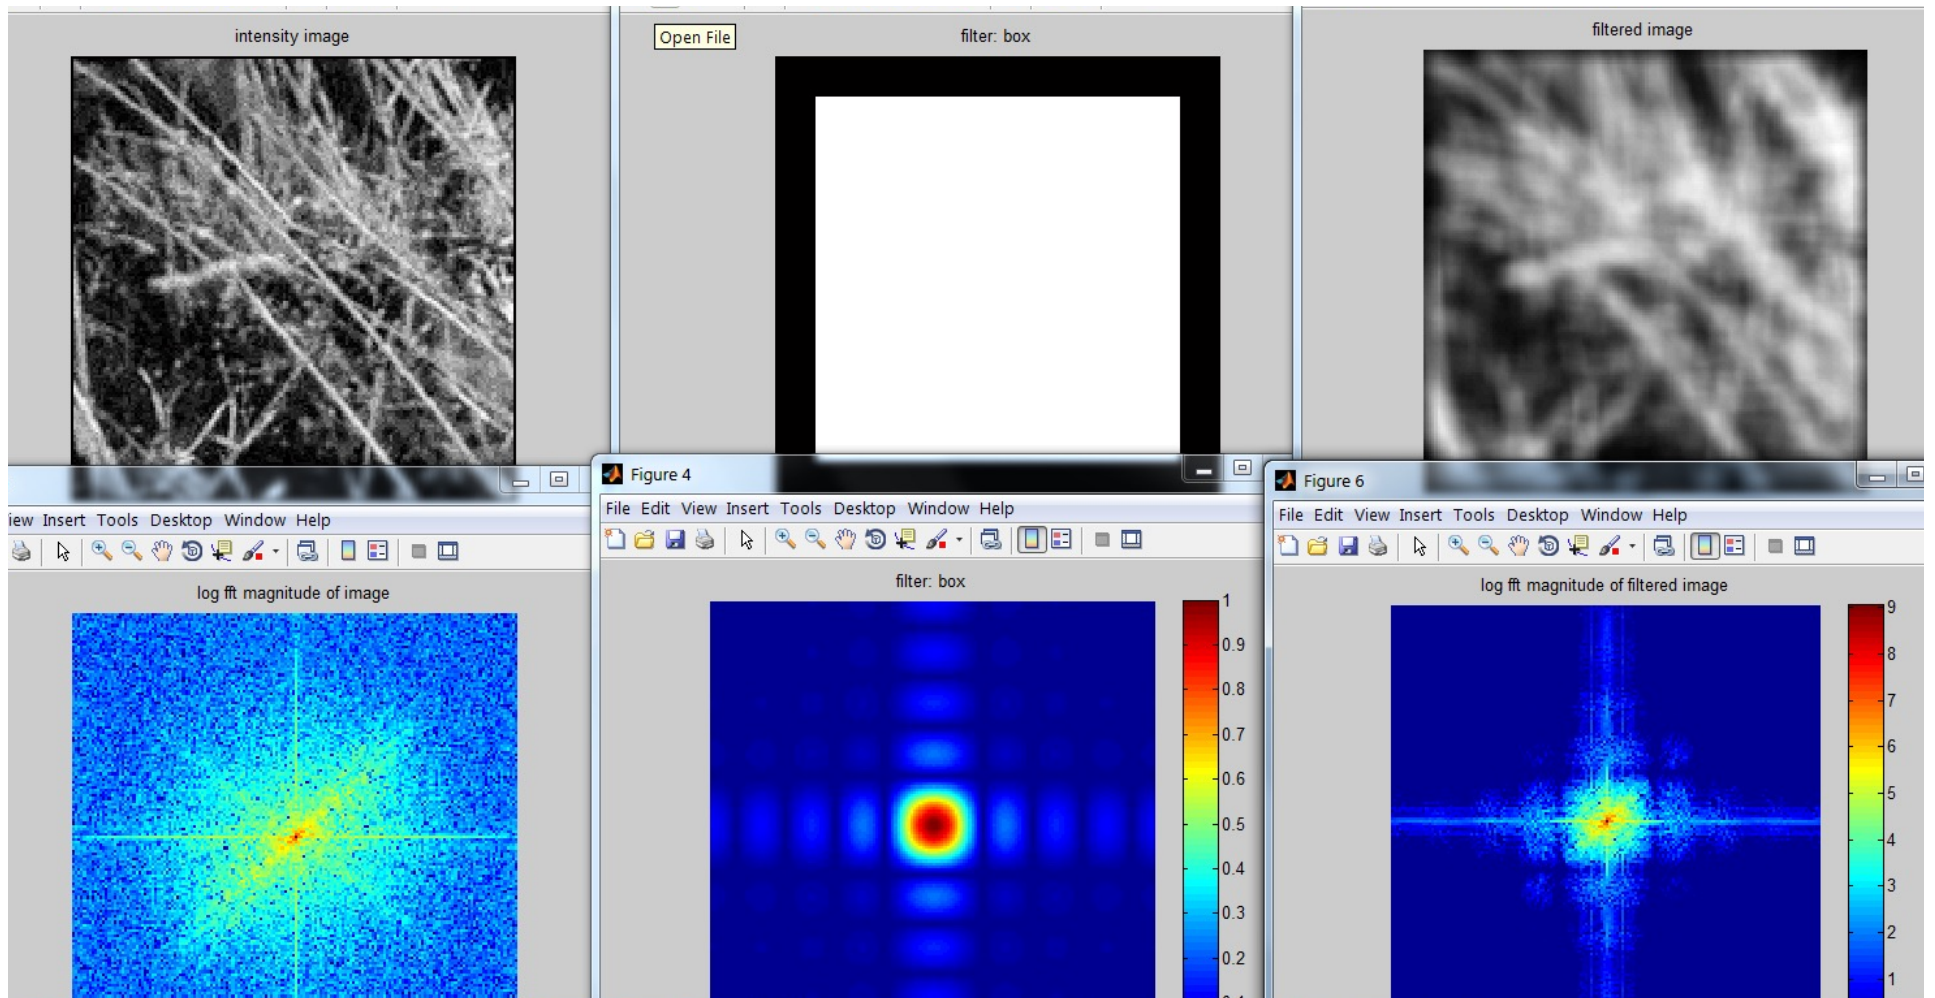 intensity image
Open File
filter: box
filtered image
Figure 4
Figure 6
iew Insert Tools Desktop Window Help
File Edit View Insert Tools Desktop Window Help
File Edit View Insert Tools Desktop Window Help
log fft magnitude of image
filter: box
log fft magnitude of filtered image
1
0.9
0.8
0.7
0.6
0.5
0.4
0.3
0.2
9
8
7
6
5
4
3
2
1